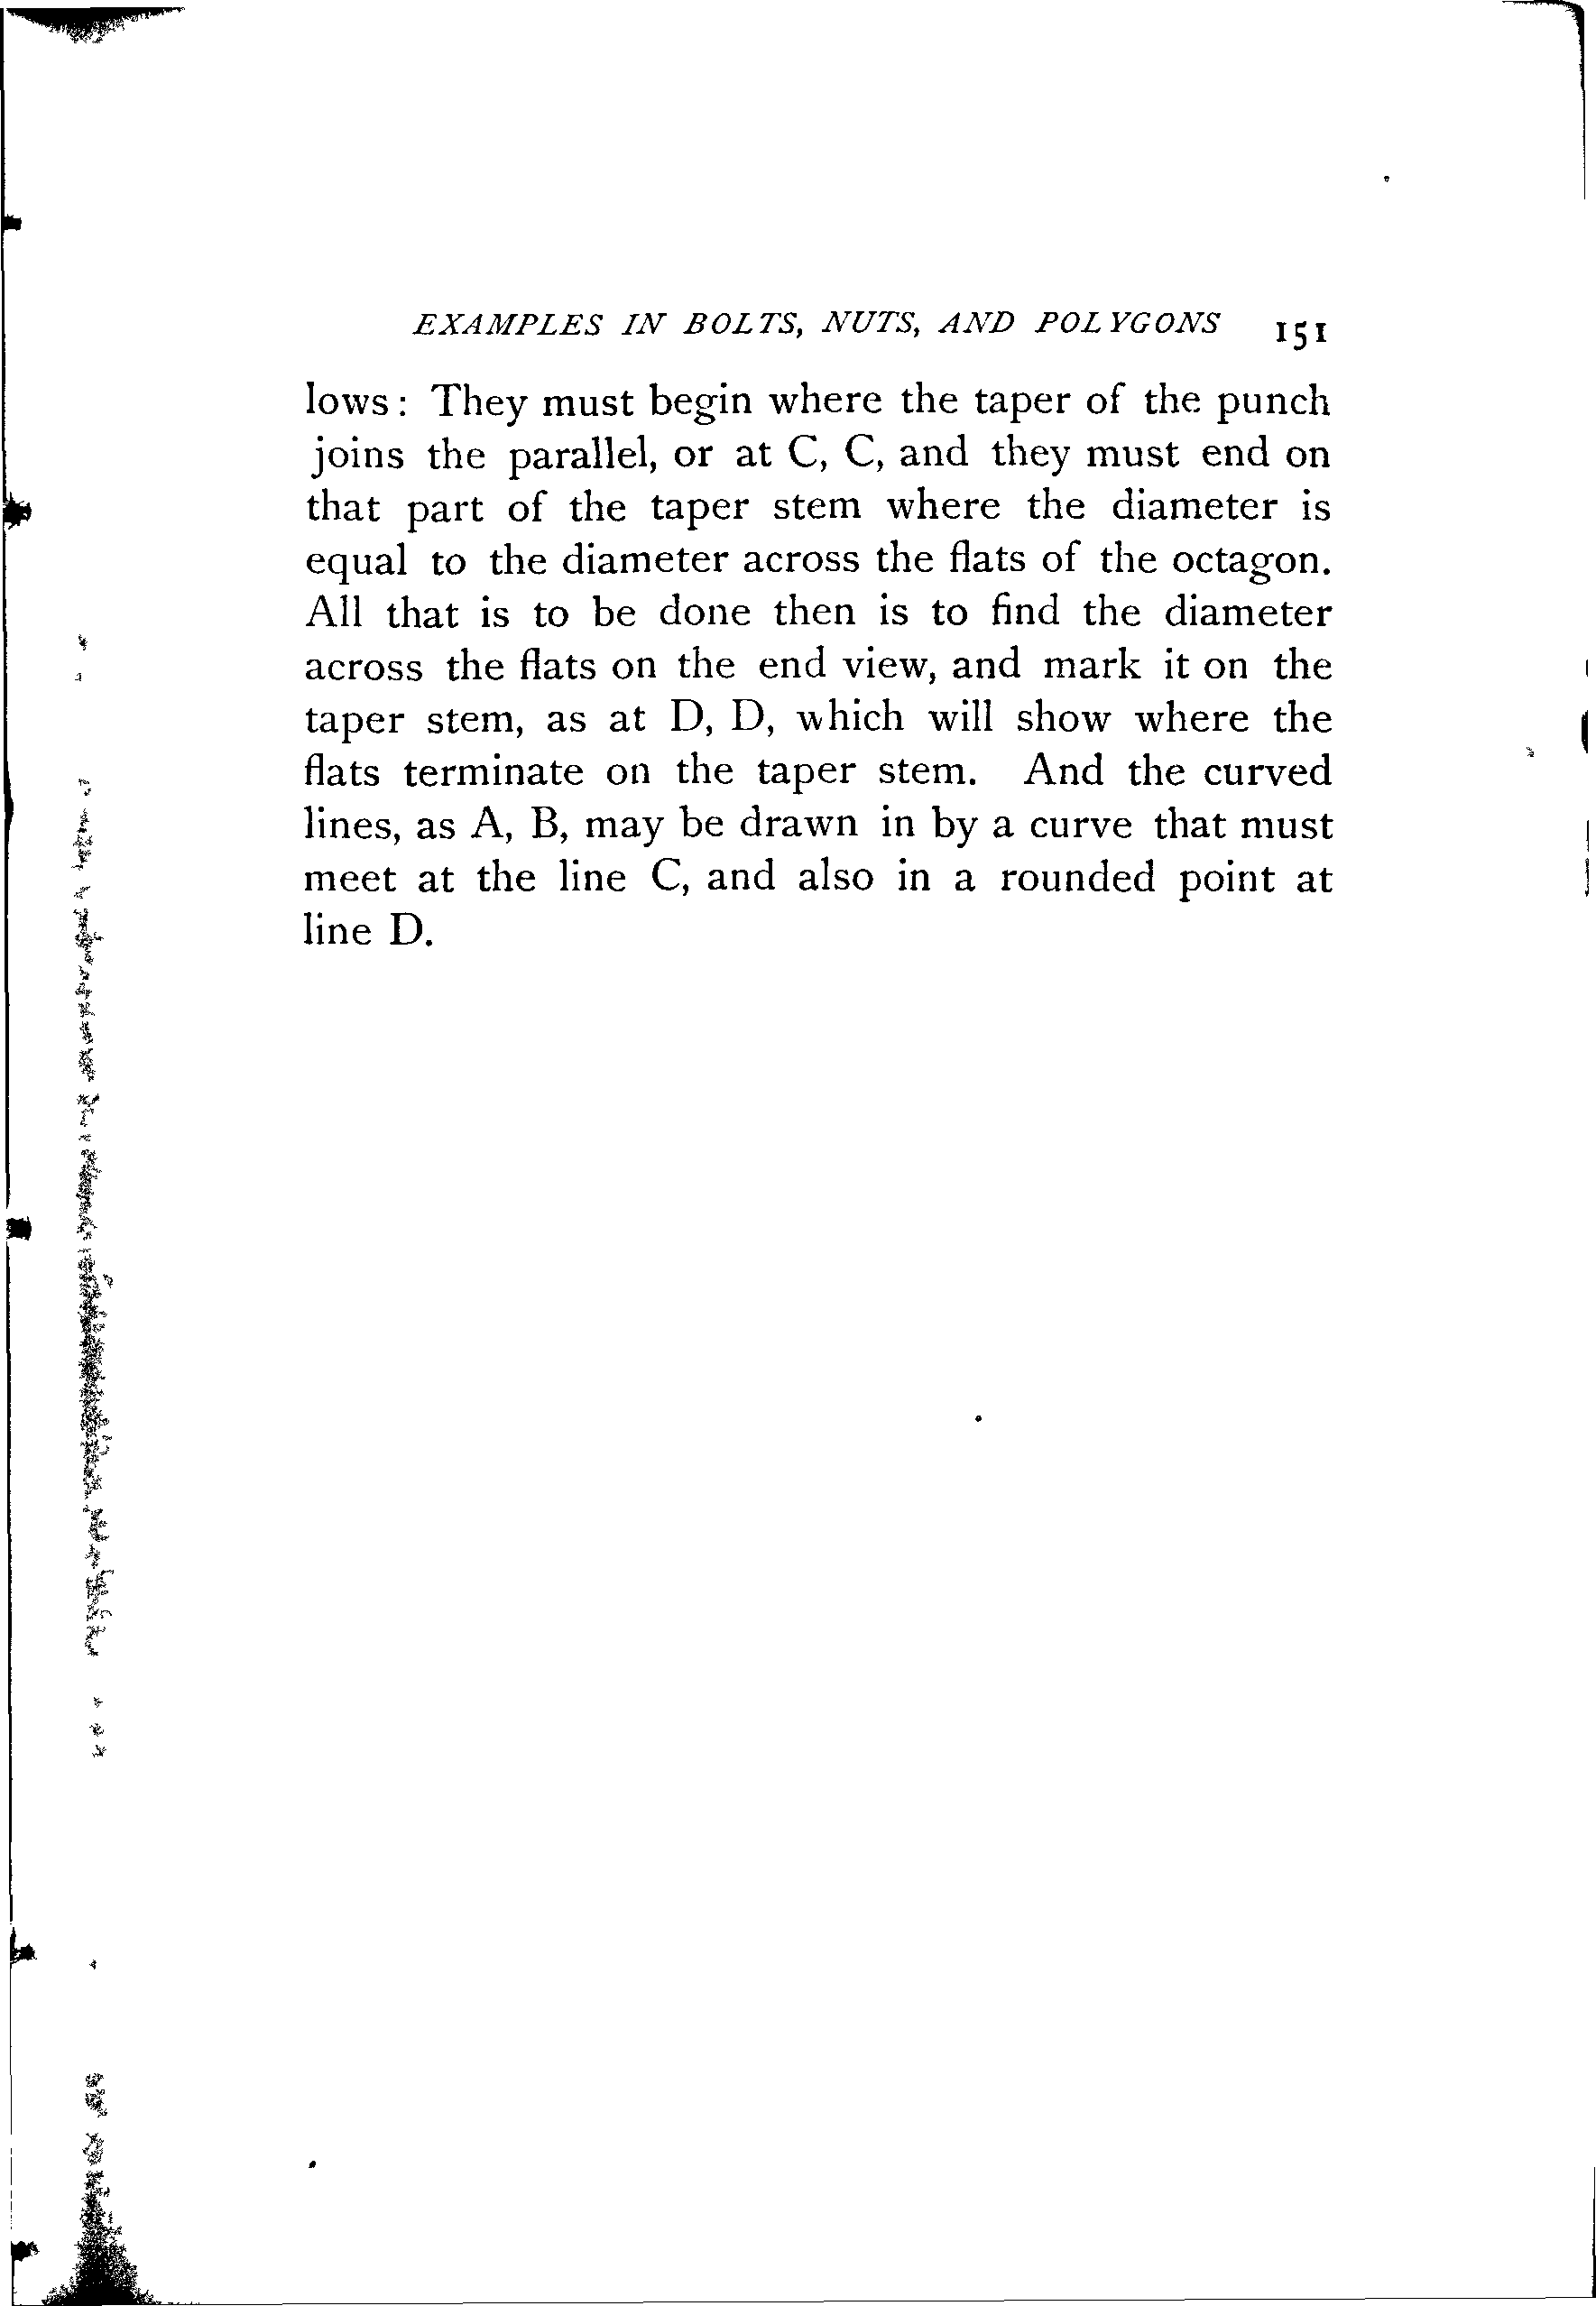 EXAMPLES IN BOLTS, NUTS, AND POLYGONS 151
lows: They must begin where the taper of the punch
joins the parallel, or at C, C, and they must end on
that part of the taper stem where the diameter is
equal to the diameter across the flats of the octagon.
All that is to be done then is to find the diameter
across the flats on the end view, and mark it on the
taper stem, as at D, D, which will show where the
flats terminate on the taper stem. And the curved
lines, as A, B, may be drawn in by a curve that must
meet at the line C, and also in a rounded point at
line D.